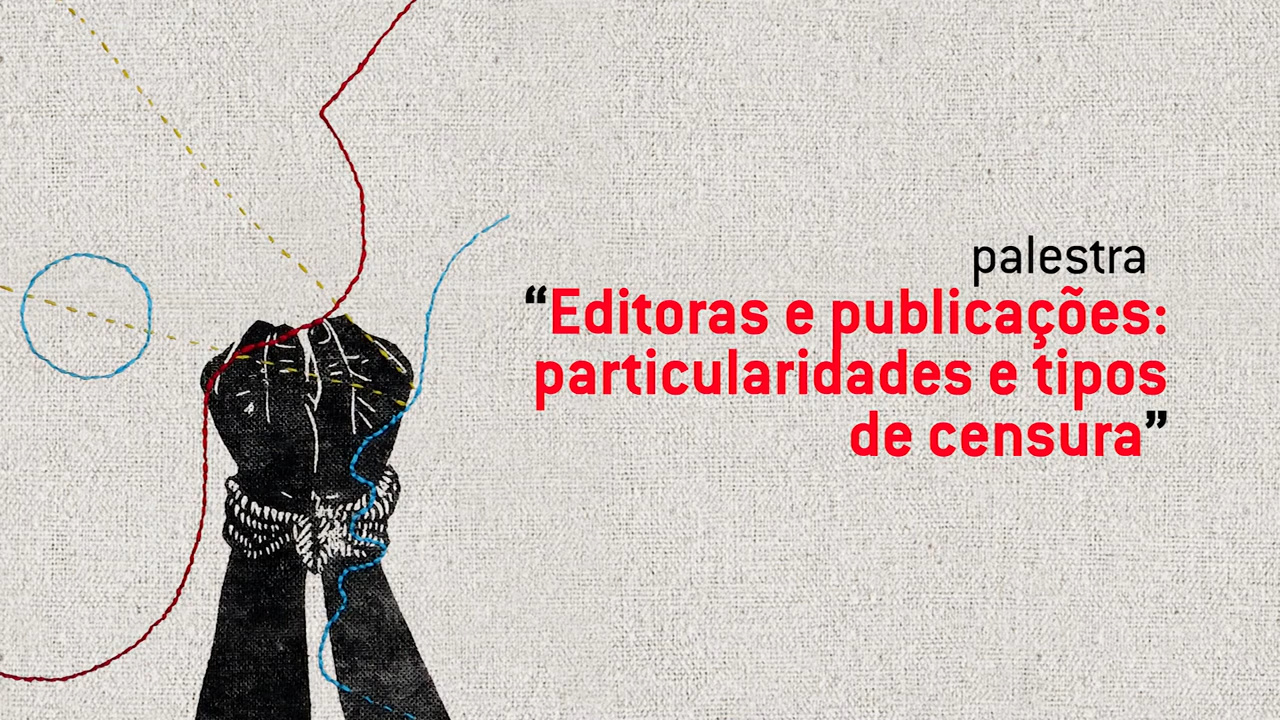 palestra
“Editoras e publicações:
particularidades e tipos
de censura”